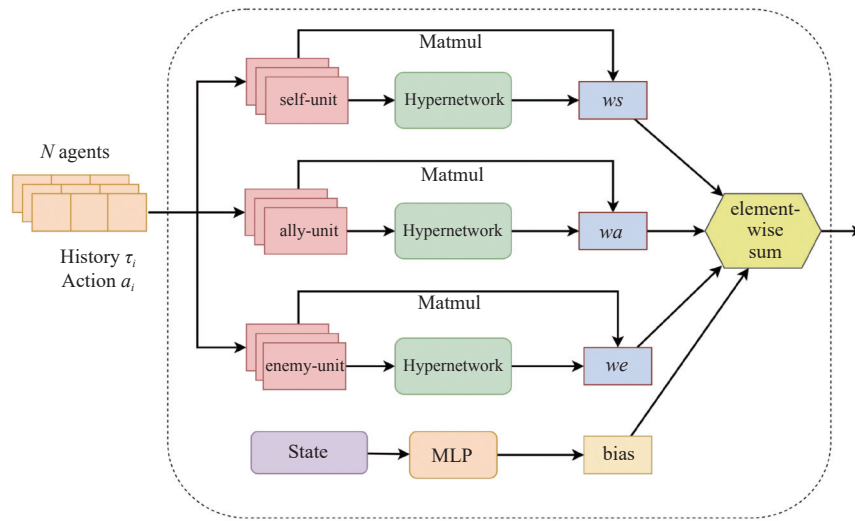 Matmul
self-unit
Hypernetwork
ws
N agents
History τi
Action ai
Matmul
ally-unit
Hypernetwork
wa
element-
wise
sum
Matmul
enemy-unit
Hypernetwork
we
State
MLP
bias